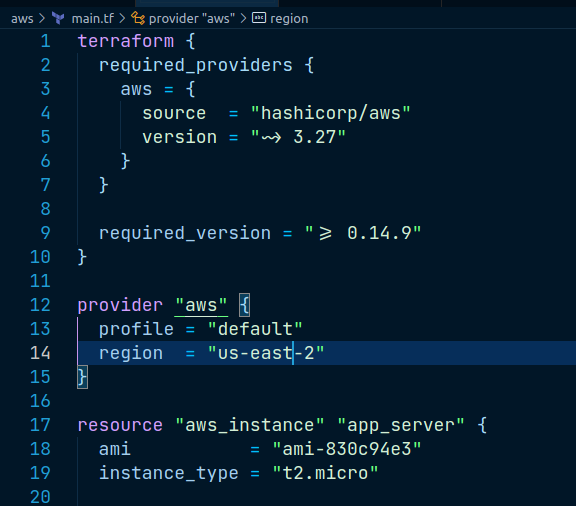 aws > main.tf > provider "aws" > region
1 terraform {
2   required_providers {
3     aws = {
4       source  = "hashicorp/aws"
5       version = "~> 3.27"
6     }
7   }
8
9   required_version = ">= 0.14.9"
10 }
11
12 provider "aws" {
13   profile = "default"
14   region  = "us-east-2"
15 }
16
17 resource "aws_instance" "app_server" {
18   ami           = "ami-830c94e3"
19   instance_type = "t2.micro"
20